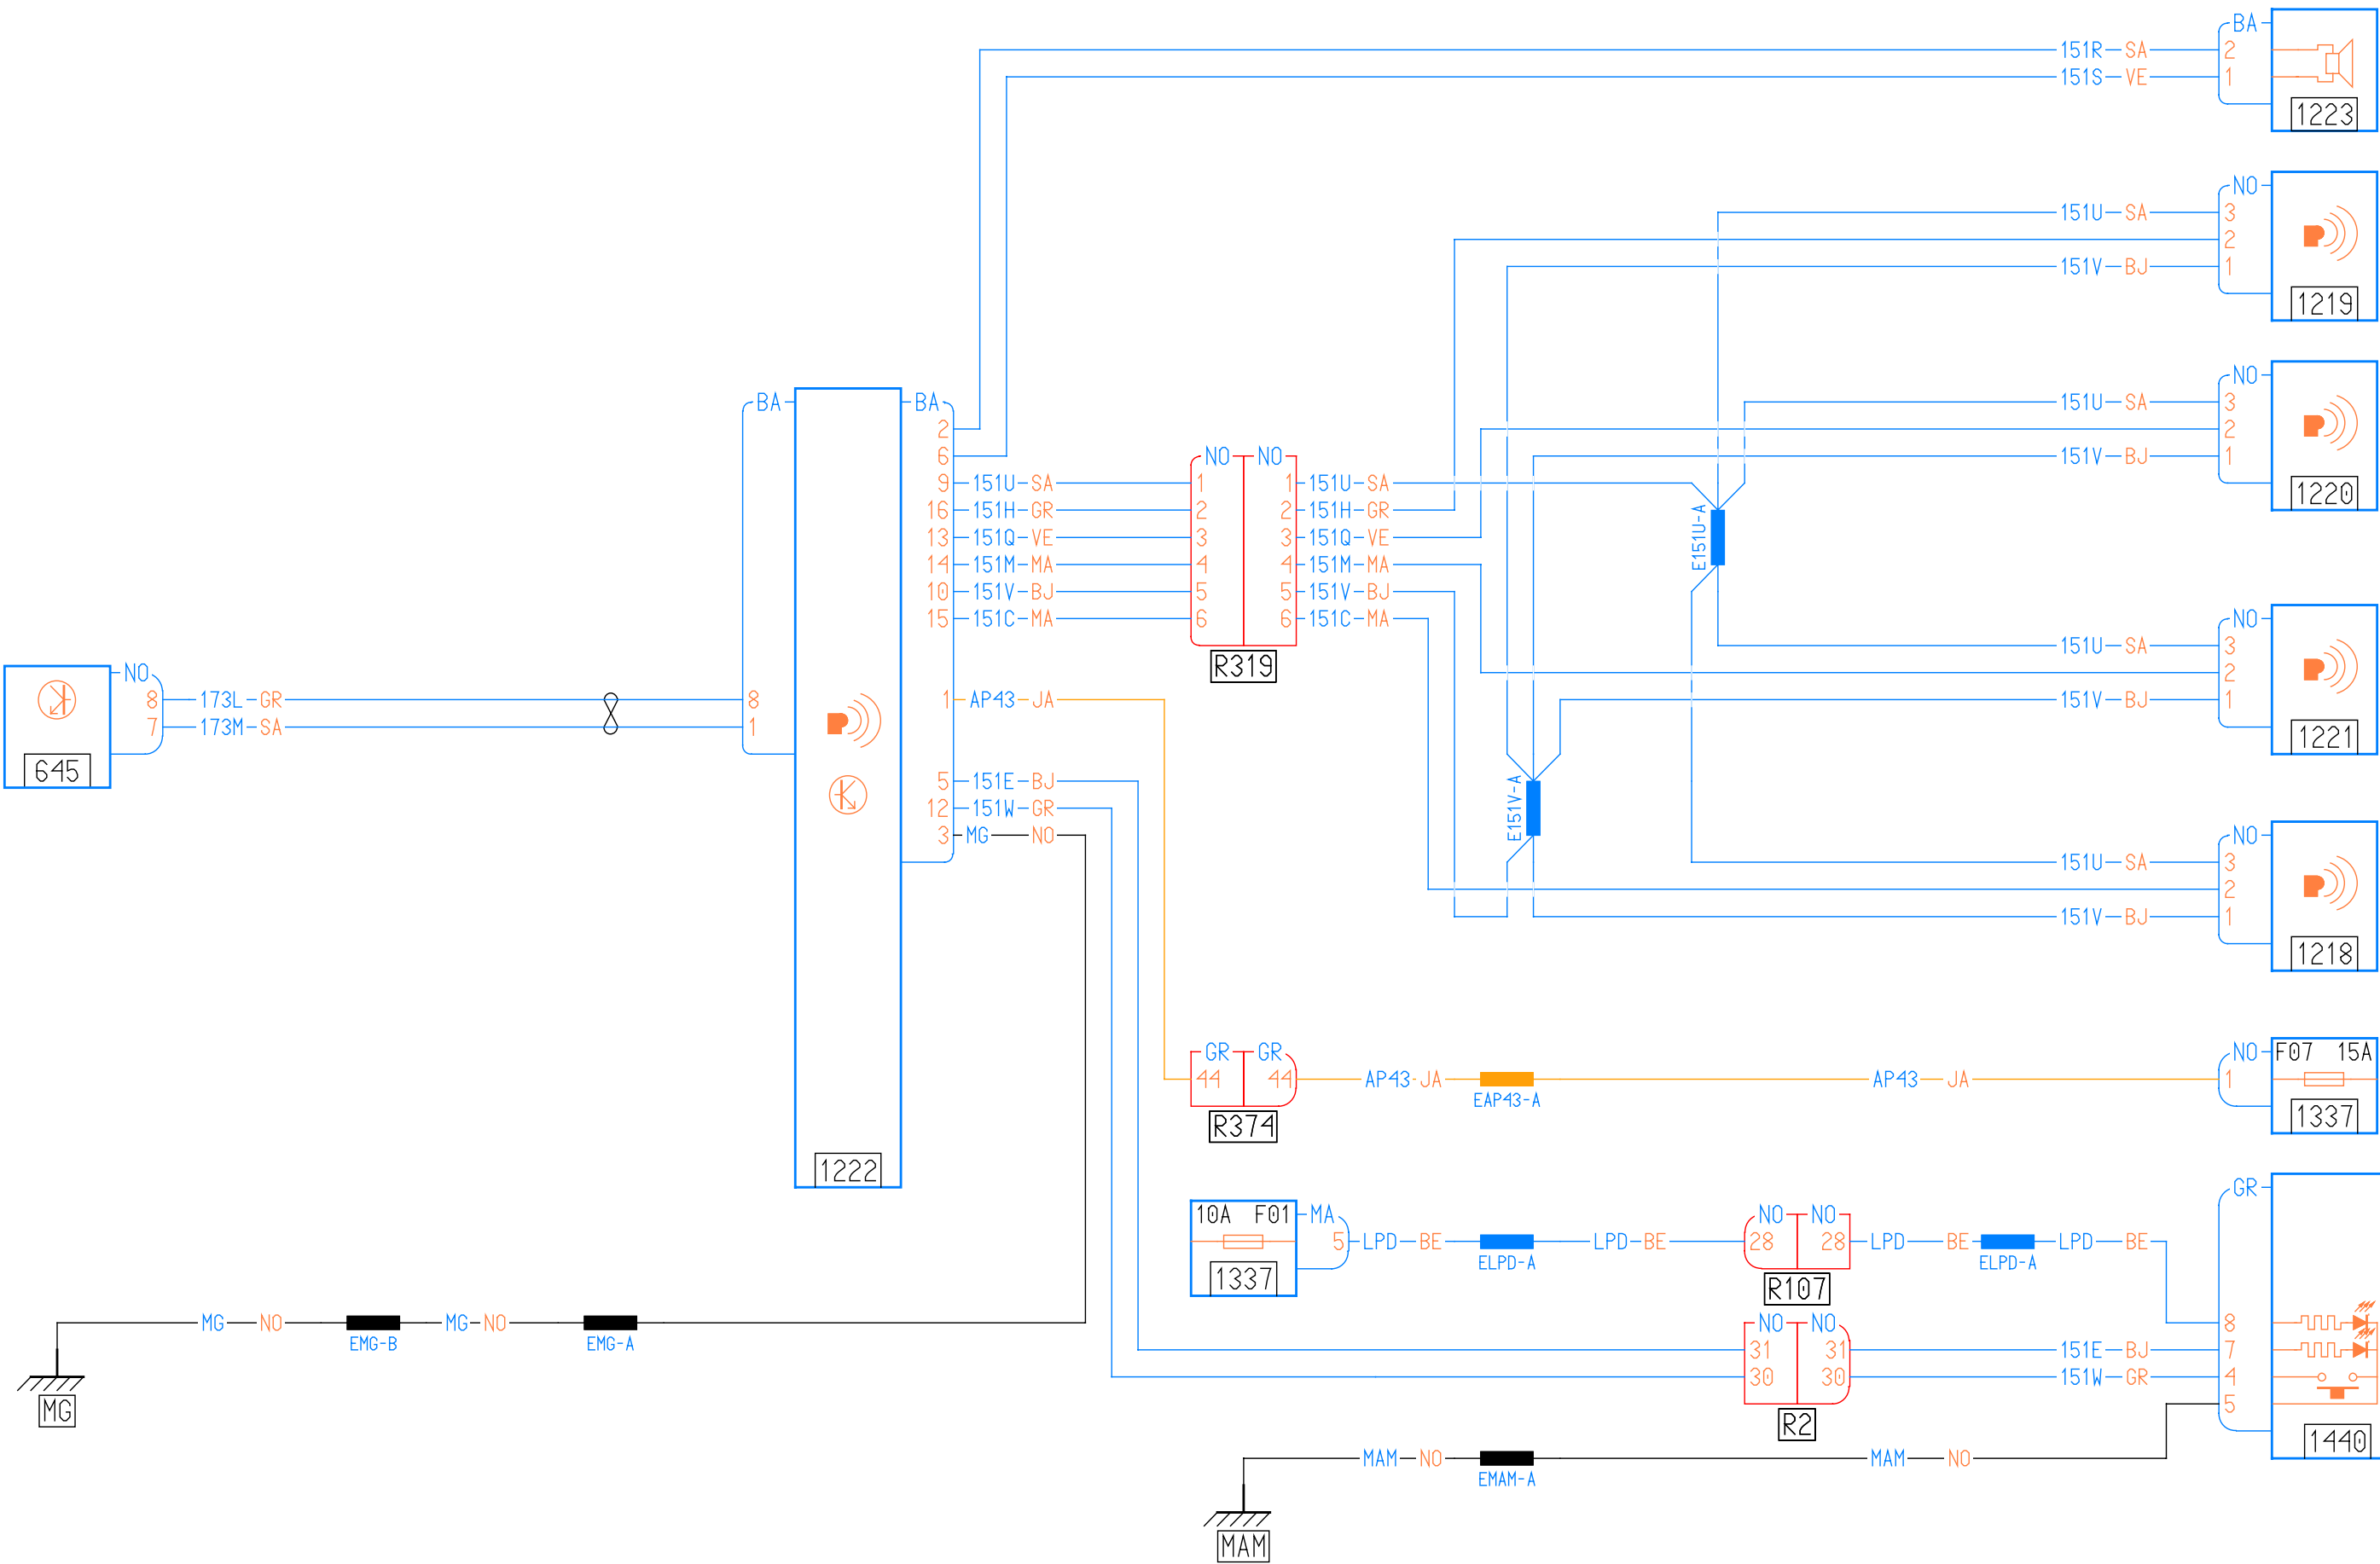 BA
2 151R SA
1 151S VE
1223
NO
3 151U SA
2
1 151V BJ
1219
NO
3 151U SA
2
1 151V BJ
1220
BA BA
2
6
NO NO
9 151U SA 1 1 151U SA
16 151H GR 2 2 151H GR
13 151Q VE 3 3 151Q VE
14 151M MA 4 4 151M MA
10 151V BJ 5 5 151V BJ
15 151C MA 6 6 151C MA
R319
E151U-A
NO
151U SA 3
2
151V BJ 1
1221
NO
8 173L GR 8
7 173M SA 1
645
1 AP43 JA
5 151E BJ
12 151W GR
3 MG NO
E151V-A
NO
151U SA 3
2
151V BJ 1
1218
GR GR
44 44 AP43 JA AP43 JA 1
EAP43-A
R374
NO F07 15A
1337
1222
10A F01 MA
5 LPD BE LPD BE 28 28 LPD BE LPD BE
1337
ELPD-A
NO NO
R107
ELPD-A
GR
8
NO NO
31 31 151E BJ 7
30 30 151W GR 4
5
R2
1440
MG NO MG NO
EMG-B EMG-A
MG
MAM NO MAM NO
EMAM-A
MAM